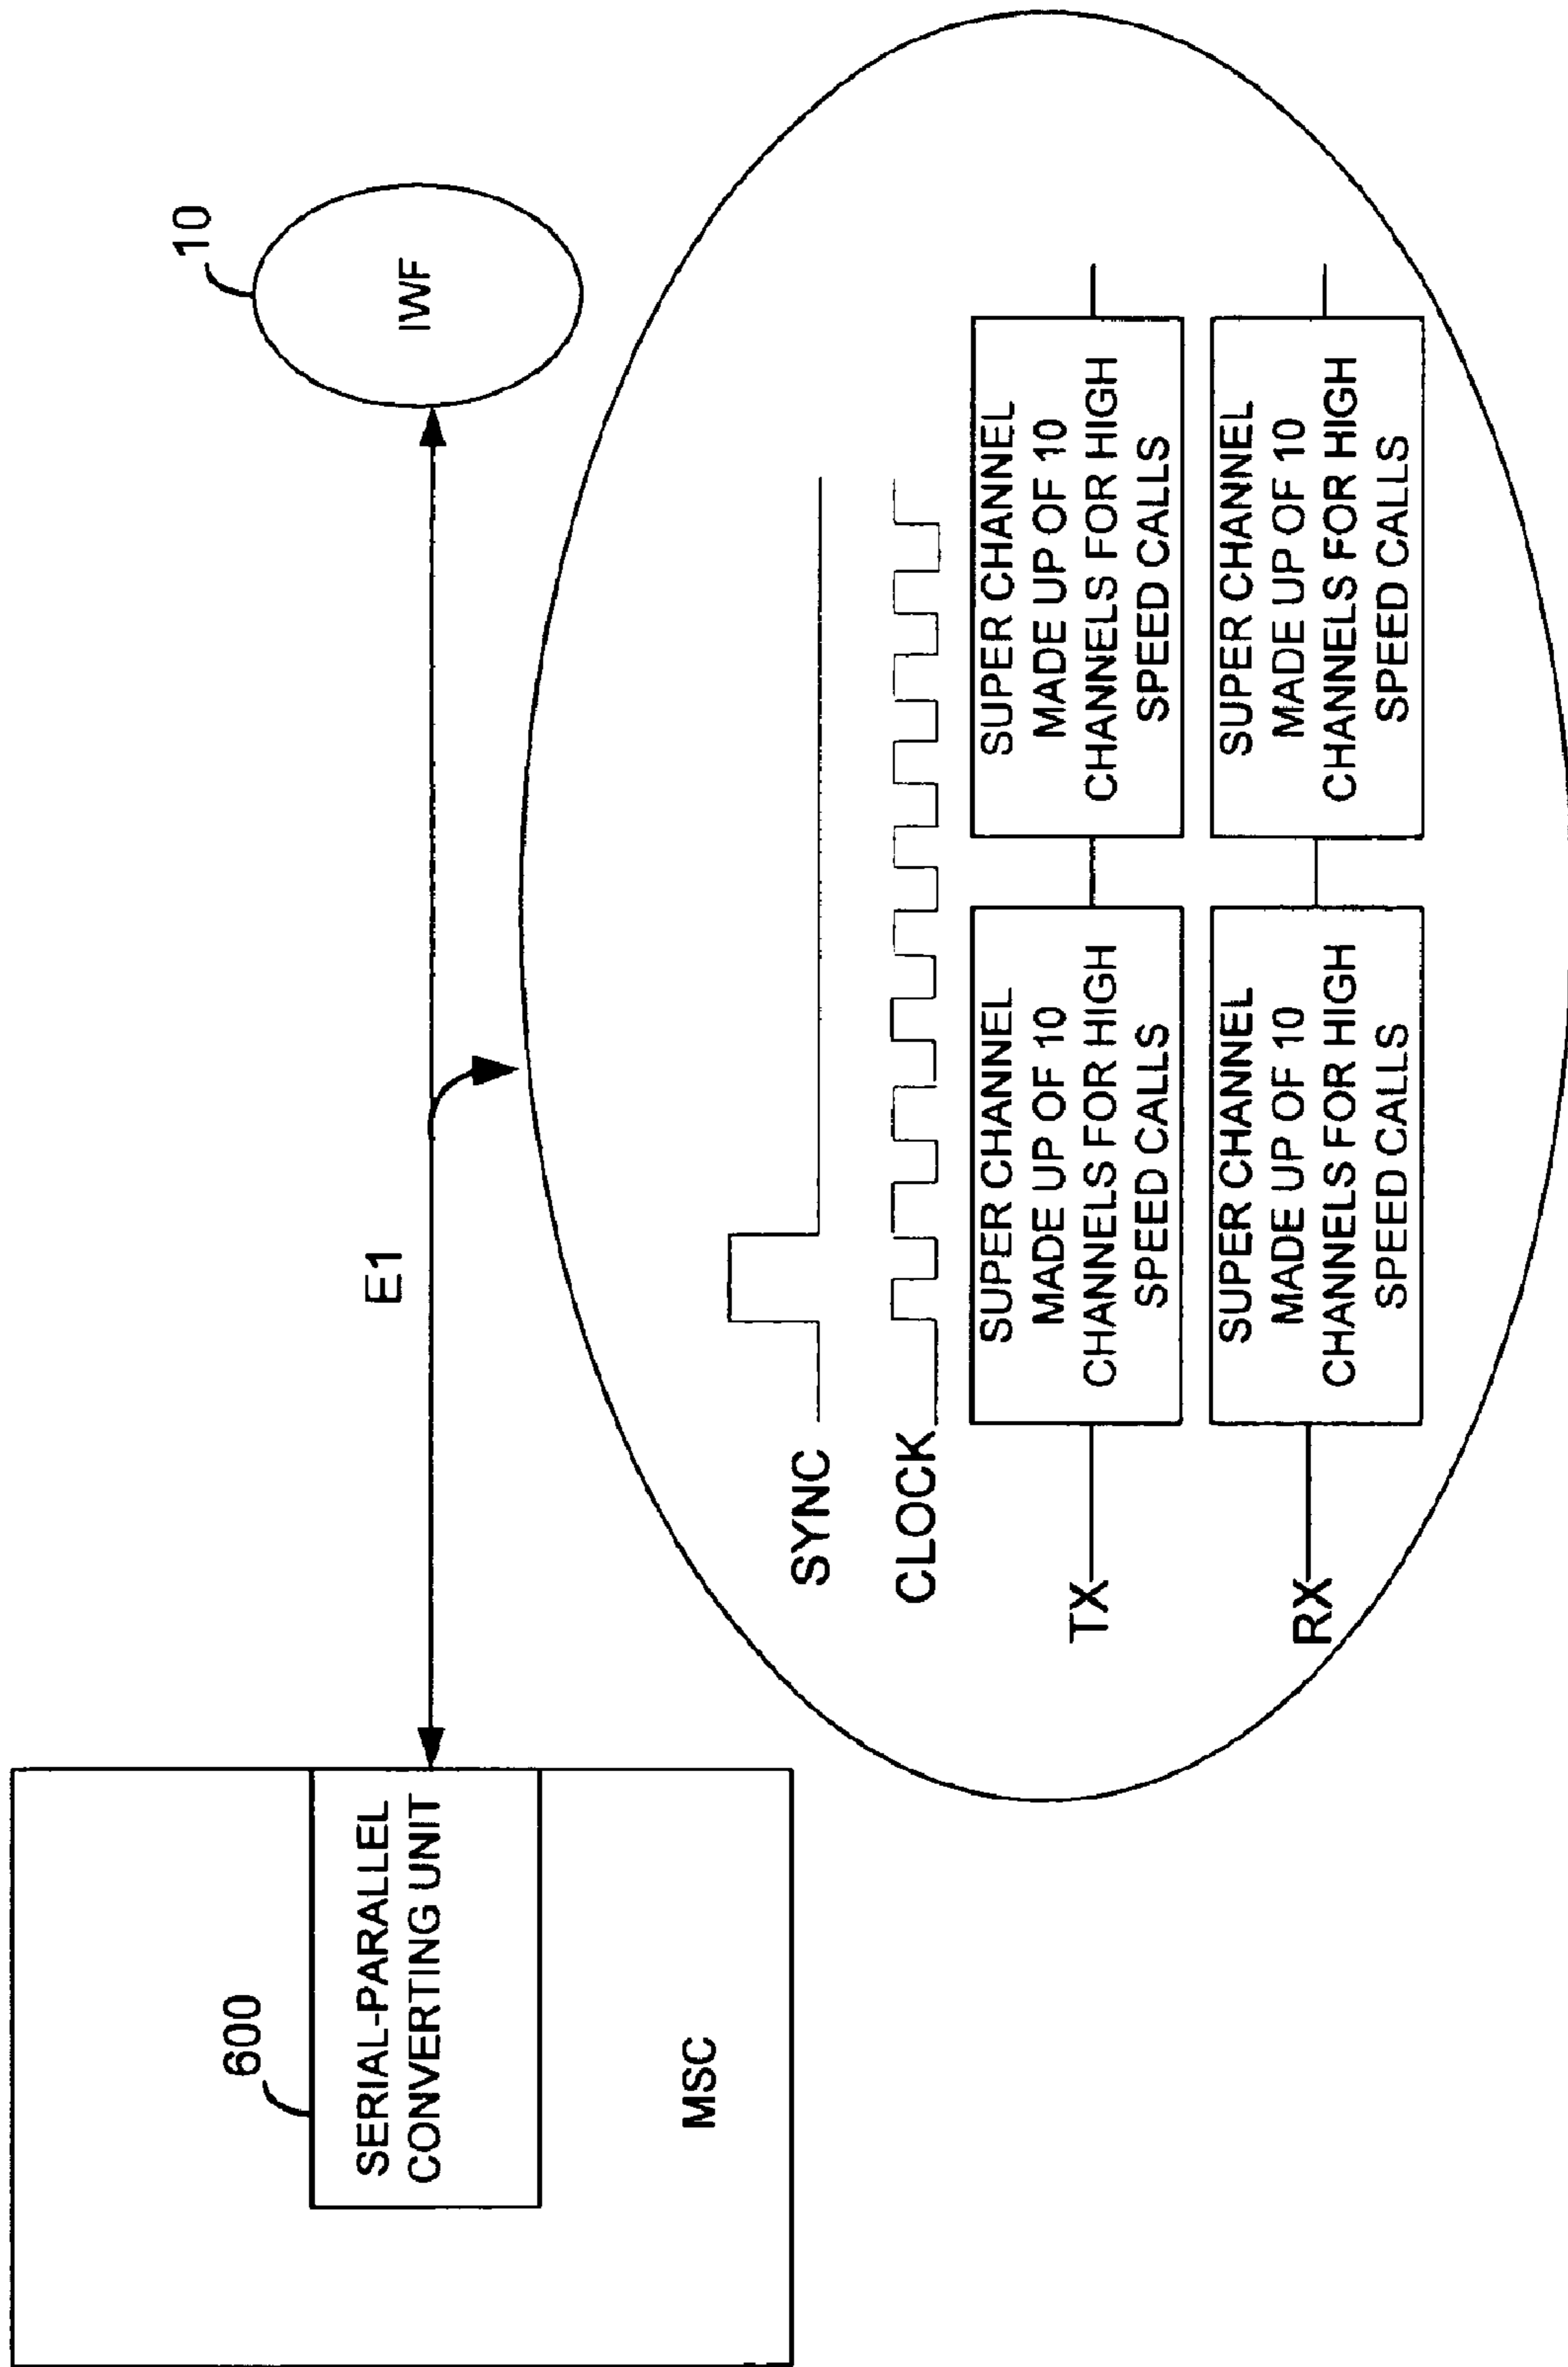 600
SERIAL-PARALLEL
CONVERTING UNIT
MSC
E1
10
IWF
SYNC
CLOCK
TX
SUPER CHANNEL
MADE UP OF 10
CHANNELS FOR HIGH
SPEED CALLS
SUPER CHANNEL
MADE UP OF 10
CHANNELS FOR HIGH
SPEED CALLS
RX
SUPER CHANNEL
MADE UP OF 10
CHANNELS FOR HIGH
SPEED CALLS
SUPER CHANNEL
MADE UP OF 10
CHANNELS FOR HIGH
SPEED CALLS